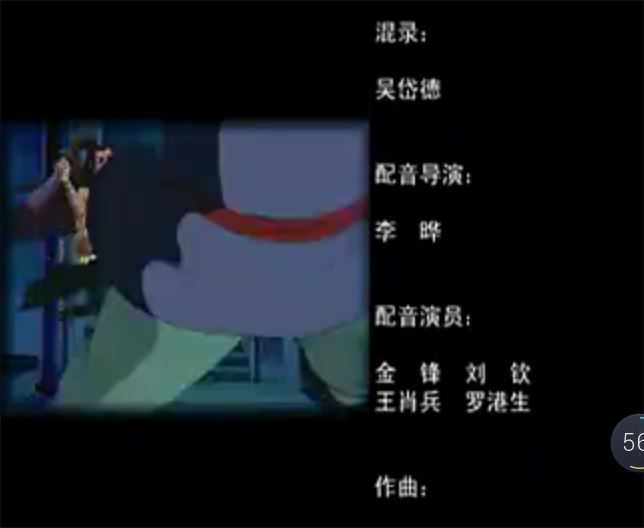 混录：
吴岱德
配音导演：
李　晔
配音演员：
金　锋　刘　钦
王肖兵　罗港生
作曲：
56